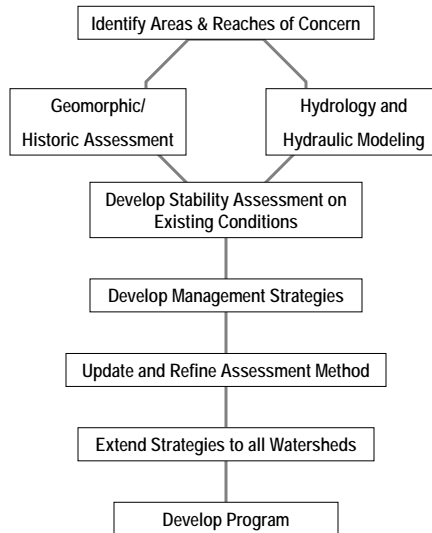 Identify Areas & Reaches of Concern
Geomorphic/
Historic Assessment
Hydrology and
Hydraulic Modeling
Develop Stability Assessment on
Existing Conditions
Develop Management Strategies
Update and Refine Assessment Method
Extend Strategies to all Watersheds
Develop Program